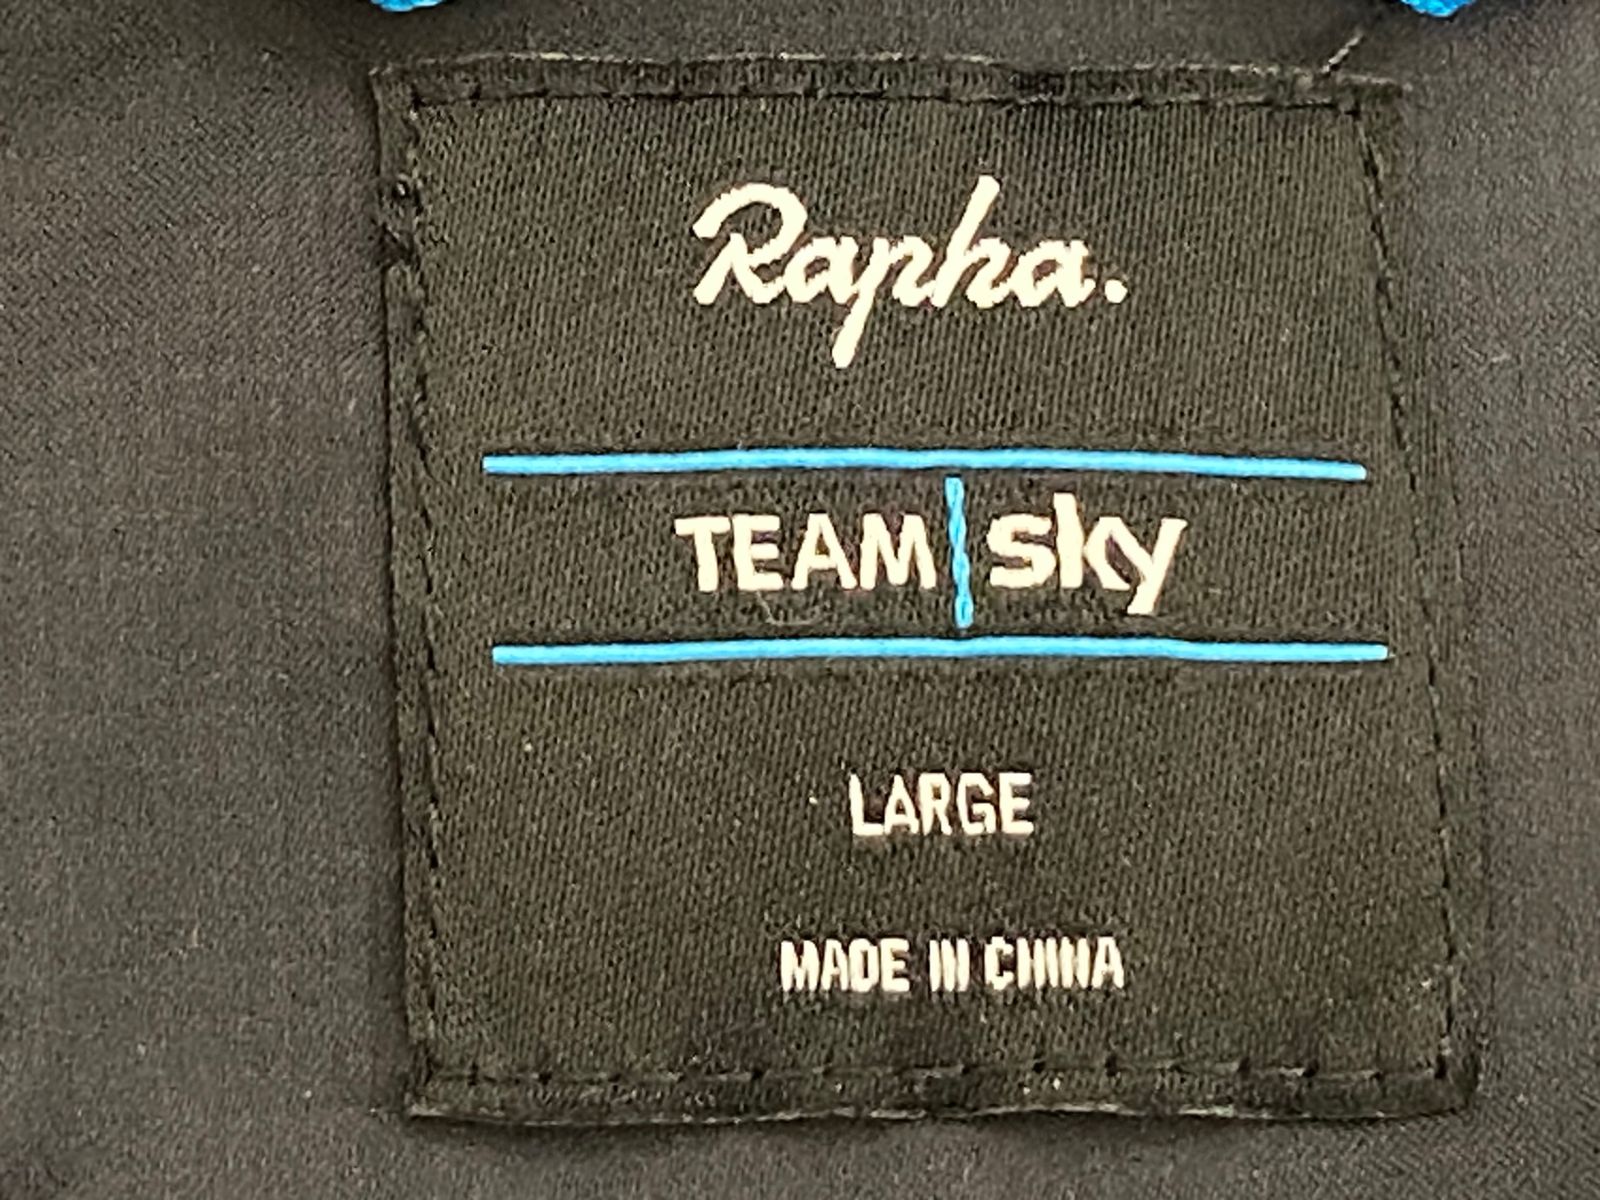 Rapha.
TEAM sky
LARGE
MADE IN CHINA